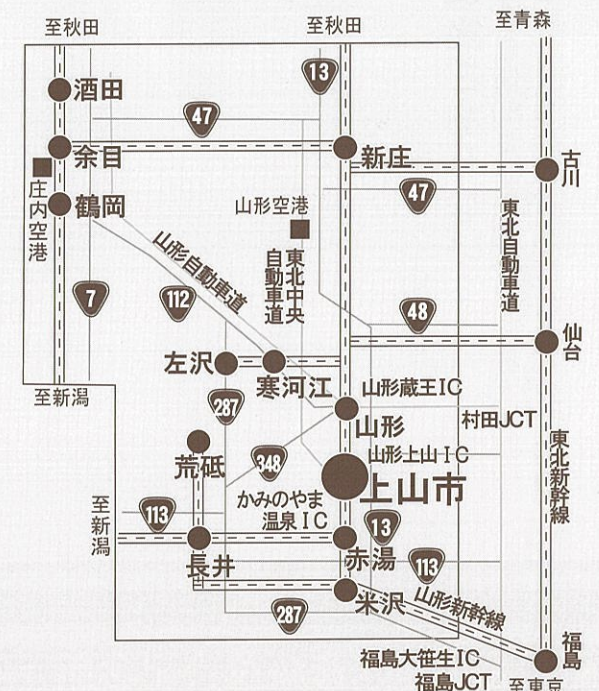 至秋田
至秋田
至青森
酒田
13
47
余目
新庄
古川
庄内空港
鶴岡
山形空港
47
東北自動車道
山形自動車道
東北中央
自動車道
7
112
48
仙台
左沢
寒河江
山形蔵王IC
至新潟
287
山形
村田JCT
荒砥
348
山形上山IC
上山市
東北新幹線
かみのやま
温泉IC
至新潟
113
13
長井
赤湯
113
米沢
山形新幹線
287
福島
福島大笹生IC
福島JCT
至東京